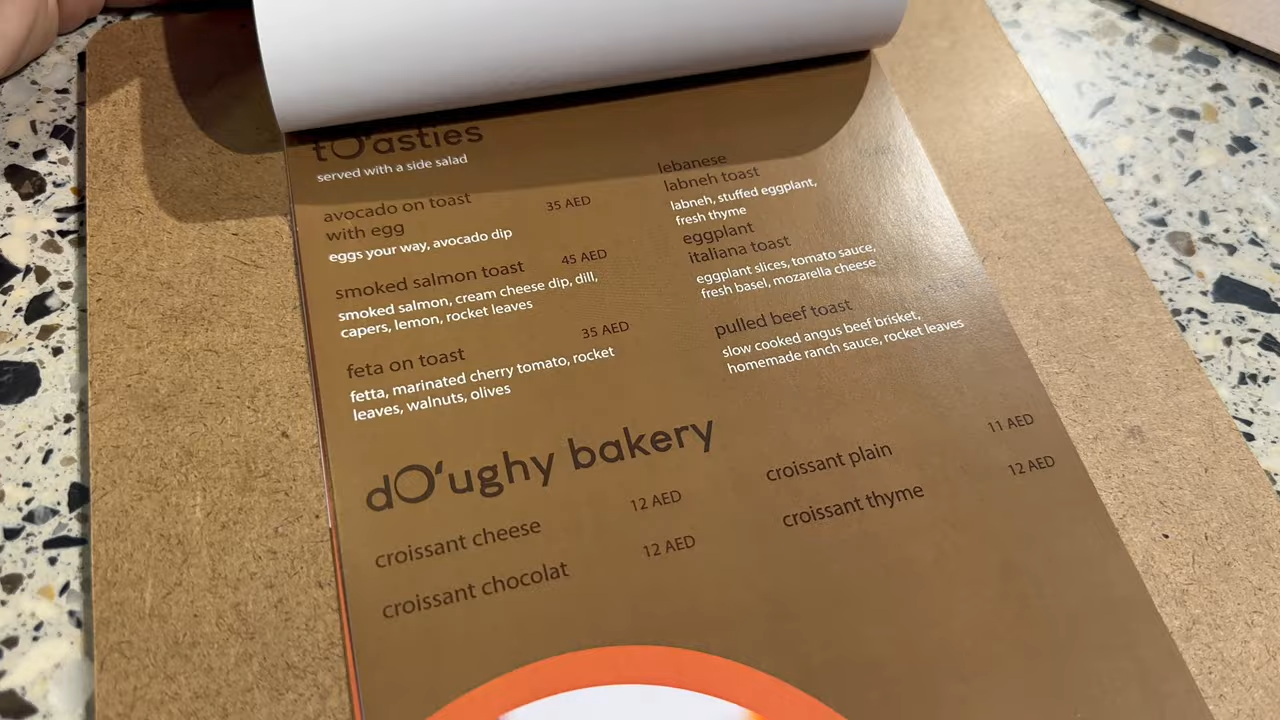 tO'asties
served with a side salad
avocado on toast
with egg
35 AED
eggs your way, avocado dip
smoked salmon toast
45 AED
smoked salmon, cream cheese dip, dill,
capers, lemon, rocket leaves
feta on toast
35 AED
fetta, marinated cherry tomato, rocket
leaves, walnuts, olives
lebanese
labneh toast
labneh, stuffed eggplant,
fresh thyme
eggplant
italiana toast
eggplant slices, tomato sauce,
fresh basel, mozarella cheese
pulled beef toast
slow cooked angus beef brisket,
homemade ranch sauce, rocket leaves
dO'ughy bakery
croissant cheese 12 AED
croissant chocolat 12 AED
croissant plain 11 AED
croissant thyme 12 AED